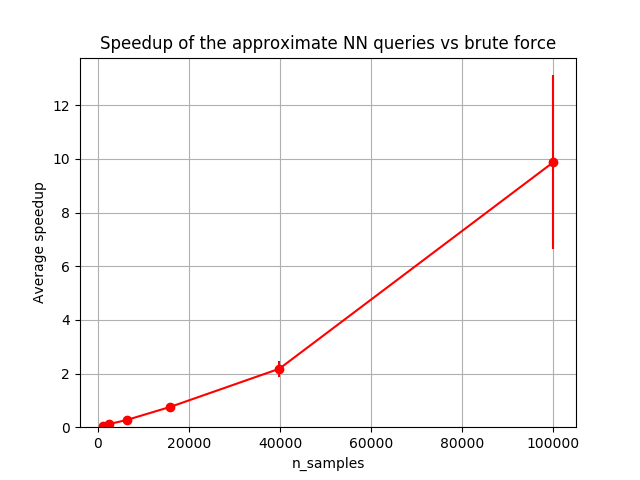 Speedup of the approximate NN queries vs brute force
12
10
8
6
4
2
0
Average speedup
0 20000 40000 60000 80000 100000
n_samples